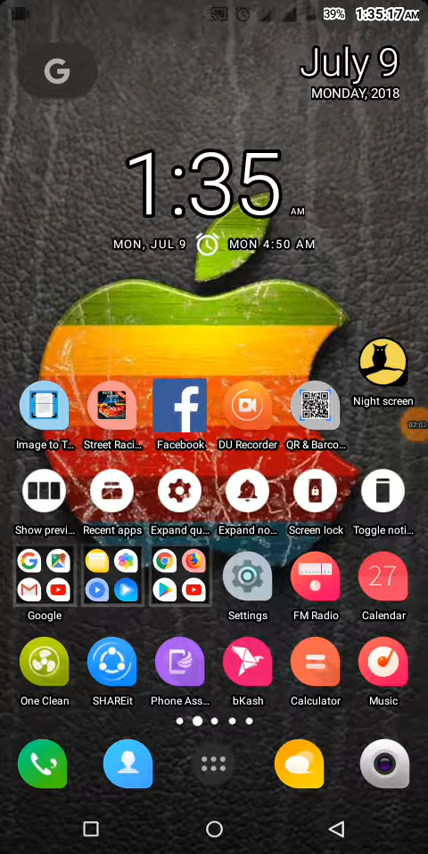 39% 1:35:17 AM
G
July 9
MONDAY, 2018
1:35 AM
MON, JUL 9 MON 4:50 AM
Night screen
02:02
Image to T... Street Raci... Facebook DU Recorder QR & Barco...
Show previ... Recent apps Expand qu... Expand no... Screen lock Toggle noti...
27
Google Settings FM Radio Calendar
One Clean SHAREit Phone Ass... bKash Calculator Music